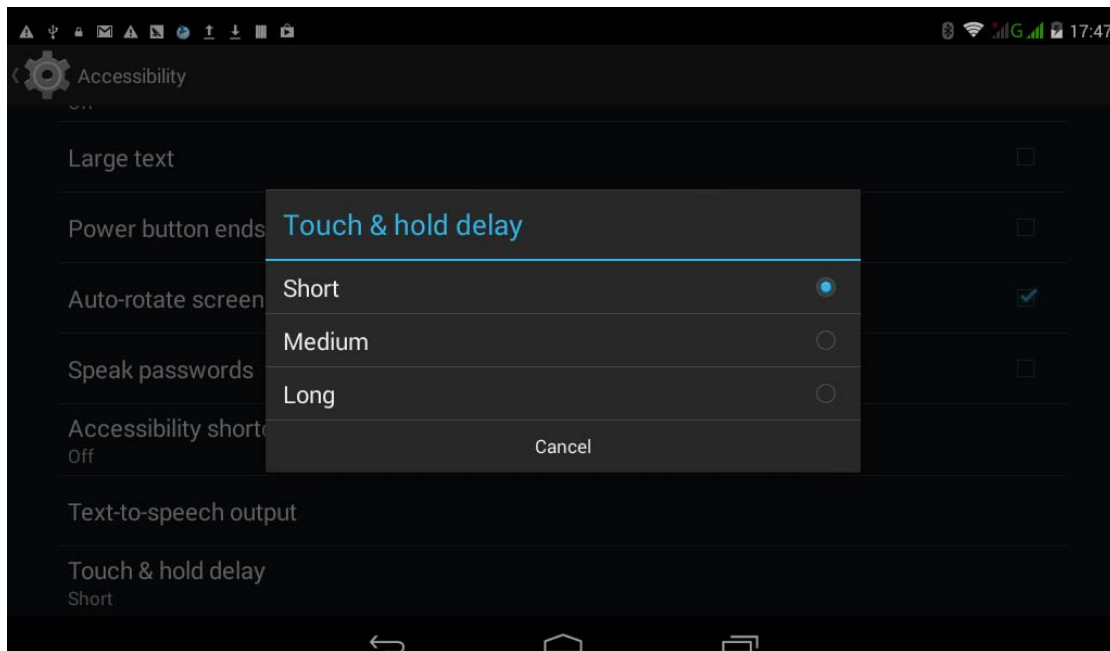 G 17:47
Accessibility
Large text
Power button ends
Touch & hold delay
Auto-rotate screen
Short
Medium
Speak passwords
Long
Accessibility short
Off
Cancel
Text-to-speech output
Touch & hold delay
Short